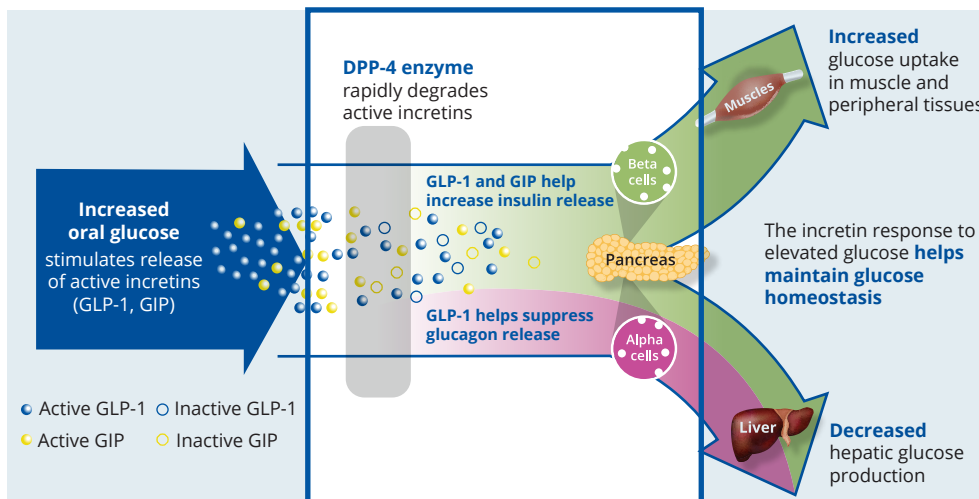 Increased
oral glucose
stimulates release
of active incretins
(GLP-1, GIP)
DPP-4 enzyme
rapidly degrades
active incretins
GLP-1 and GIP help
increase insulin release
GLP-1 helps suppress
glucagon release
Beta
cells
Pancreas
Alpha
cells
Muscles
Increased
glucose uptake
in muscle and
peripheral tissues
The incretin response to
elevated glucose helps
maintain glucose
homeostasis
Liver
Decreased
hepatic glucose
production
Active GLP-1
Inactive GLP-1
Active GIP
Inactive GIP